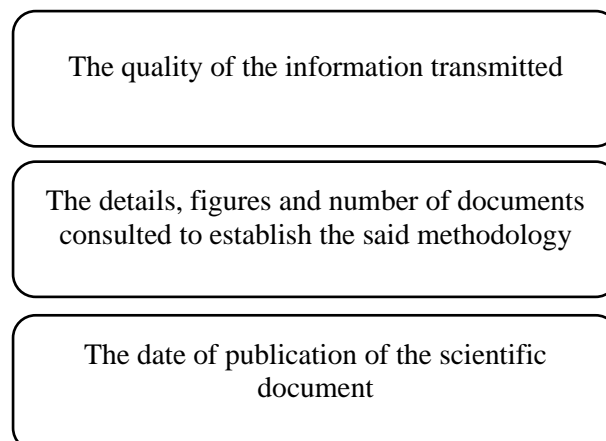 The quality of the information transmitted
The details, figures and number of documents
consulted to establish the said methodology
The date of publication of the scientific
document